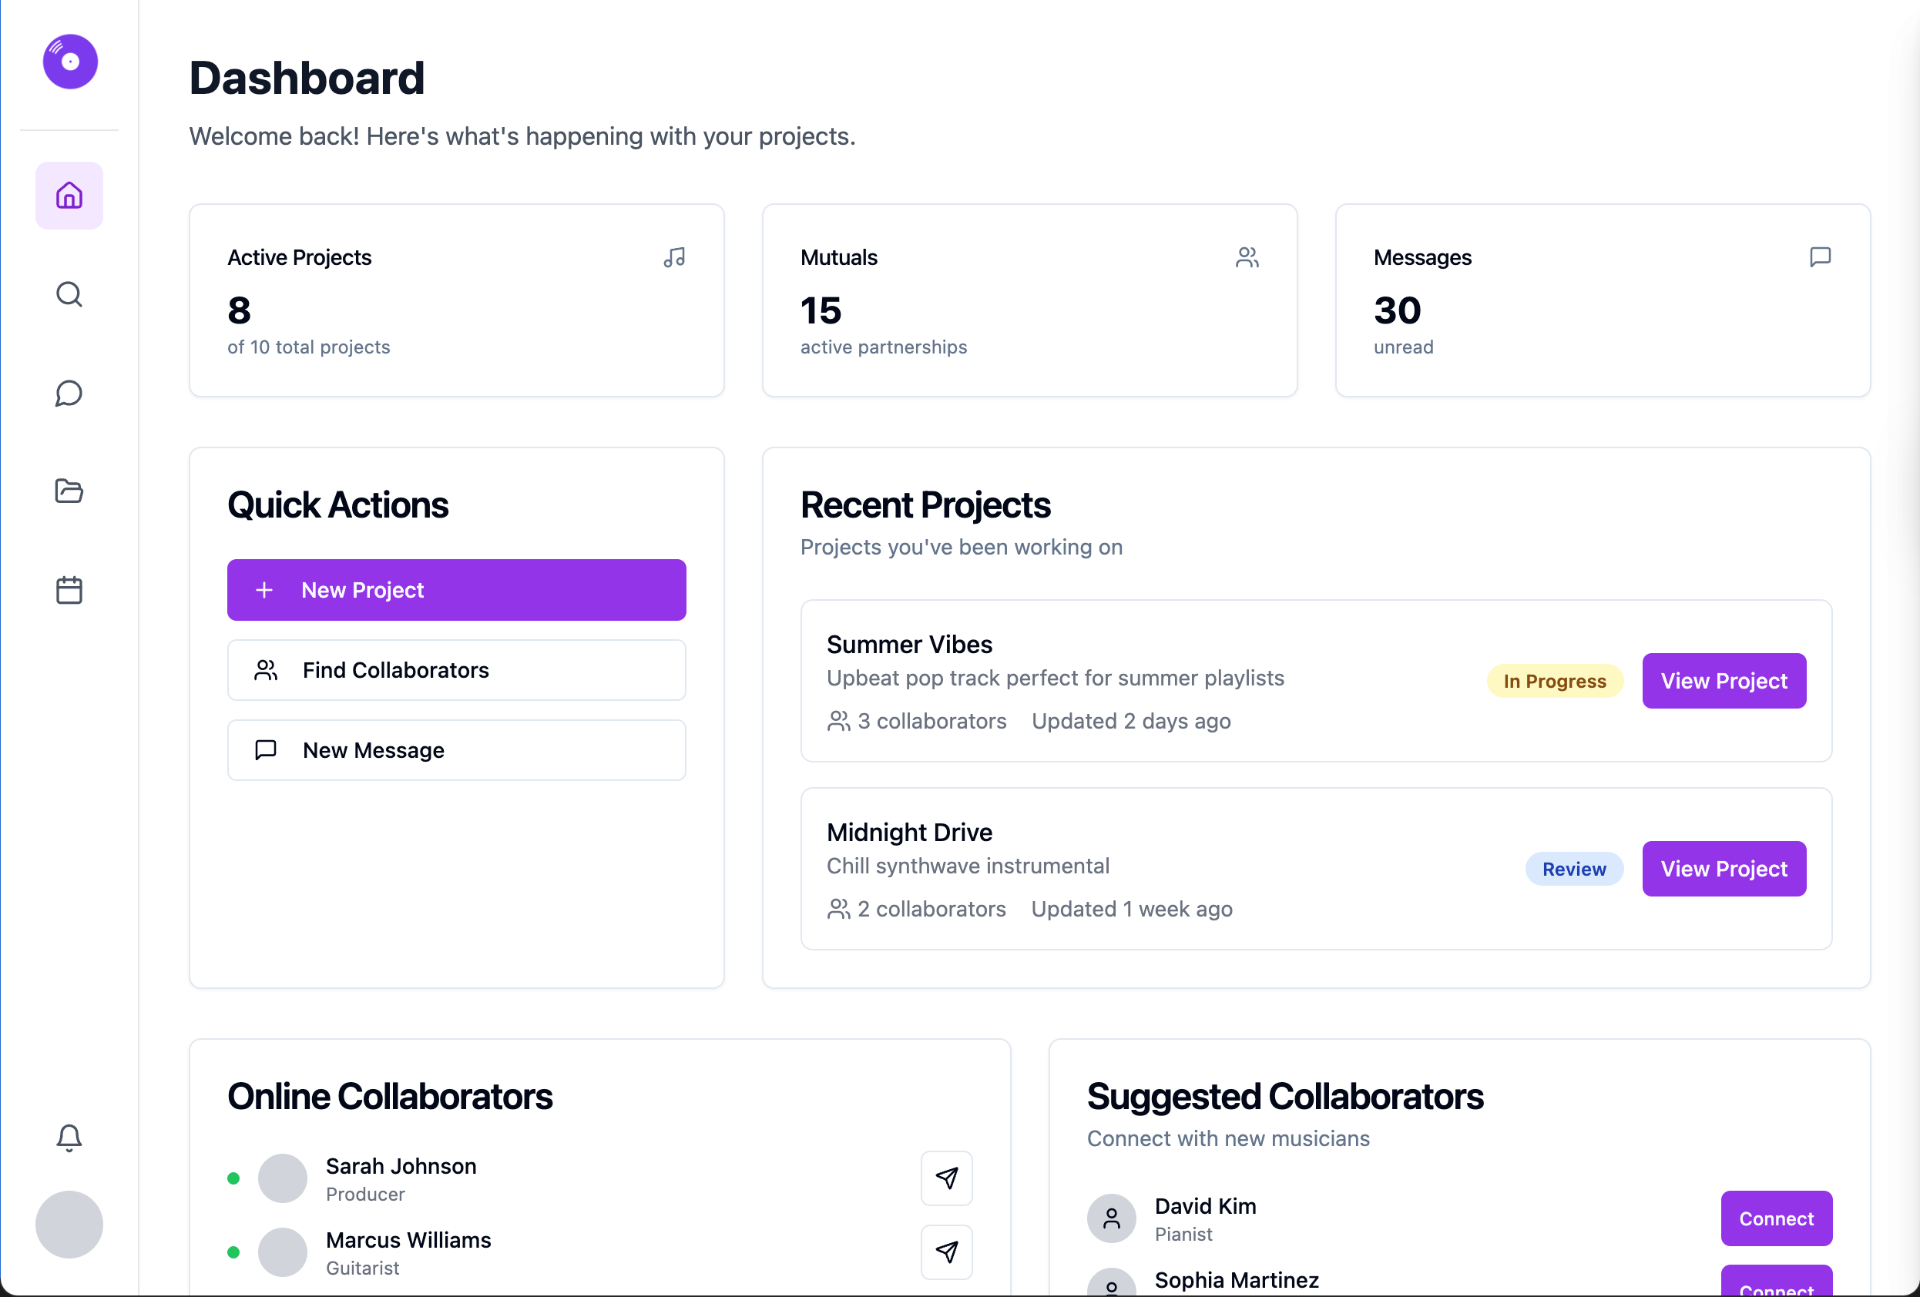 Dashboard
Welcome back! Here's what's happening with your projects.
Active Projects
8
of 10 total projects
Mutuals
15
active partnerships
Messages
30
unread
Quick Actions
New Project
Find Collaborators
New Message
Recent Projects
Projects you've been working on
Summer Vibes
Upbeat pop track perfect for summer playlists
3 collaborators Updated 2 days ago
In Progress
View Project
Midnight Drive
Chill synthwave instrumental
2 collaborators Updated 1 week ago
Review
View Project
Online Collaborators
Sarah Johnson
Producer
Marcus Williams
Guitarist
Suggested Collaborators
Connect with new musicians
David Kim
Pianist
Connect
Sophia Martinez
Connect